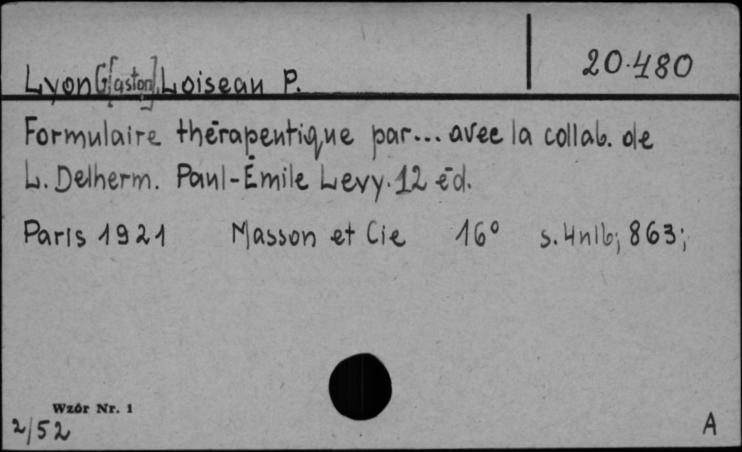 20.480
Lyon G[aston], Loiseau P.
Formulaire thérapeutique par... avec la collab. de
L. Delherm. Paul-Émile Levy. 12 éd.
Paris 1921 Masson et Cie 16° s. 4nlb; 863;
Wzór Nr. 1
2/52
A